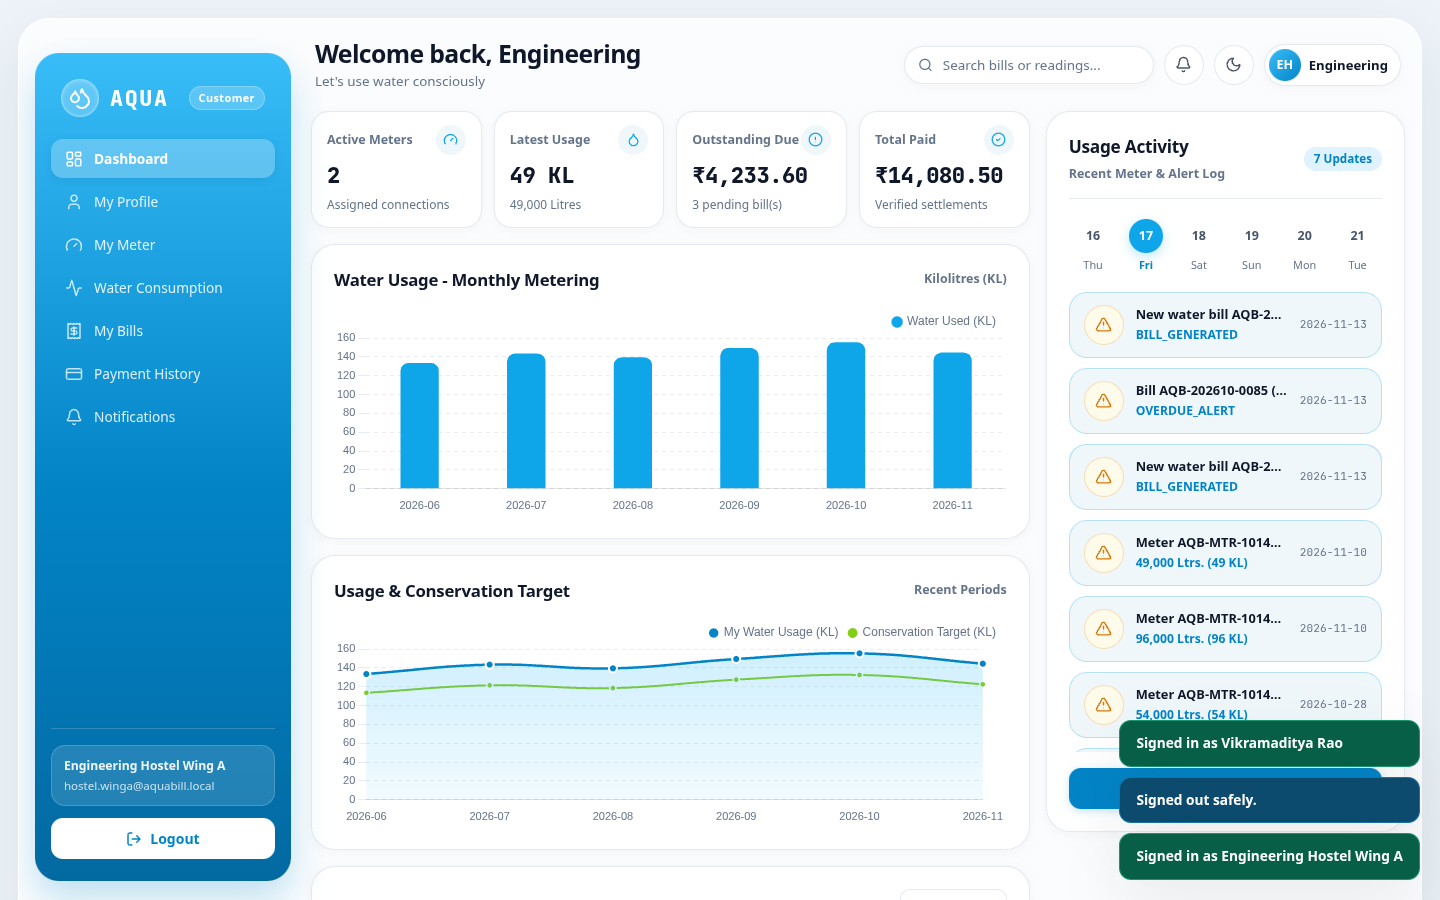 AQUA
Customer
Dashboard
My Profile
My Meter
Water Consumption
My Bills
Payment History
Notifications
Engineering Hostel Wing A
hostel.winga@aquabill.local
Logout
Welcome back, Engineering
Let's use water consciously
Search bills or readings...
EH
Engineering
Active Meters
2
Assigned connections
Latest Usage
49 KL
49,000 Litres
Outstanding Due
₹4,233.60
3 pending bill(s)
Total Paid
₹14,080.50
Verified settlements
Water Usage - Monthly Metering
Kilolitres (KL)
Water Used (KL)
160
140
120
100
80
60
40
20
0
2026-06
2026-07
2026-08
2026-09
2026-10
2026-11
Usage & Conservation Target
Recent Periods
My Water Usage (KL)
Conservation Target (KL)
160
140
120
100
80
60
40
20
0
2026-06
2026-07
2026-08
2026-09
2026-10
2026-11
Usage Activity
Recent Meter & Alert Log
7 Updates
16
17
18
19
20
21
Thu
Fri
Sat
Sun
Mon
Tue
New water bill AQB-2...
BILL_GENERATED
2026-11-13
Bill AQB-202610-0085 (...
OVERDUE_ALERT
2026-11-13
New water bill AQB-2...
BILL_GENERATED
2026-11-13
Meter AQB-MTR-1014...
49,000 Ltrs. (49 KL)
2026-11-10
Meter AQB-MTR-1014...
96,000 Ltrs. (96 KL)
2026-11-10
Meter AQB-MTR-1014...
54,000 Ltrs. (54 KL)
2026-10-28
Signed in as Vikramaditya Rao
Signed out safely.
Signed in as Engineering Hostel Wing A